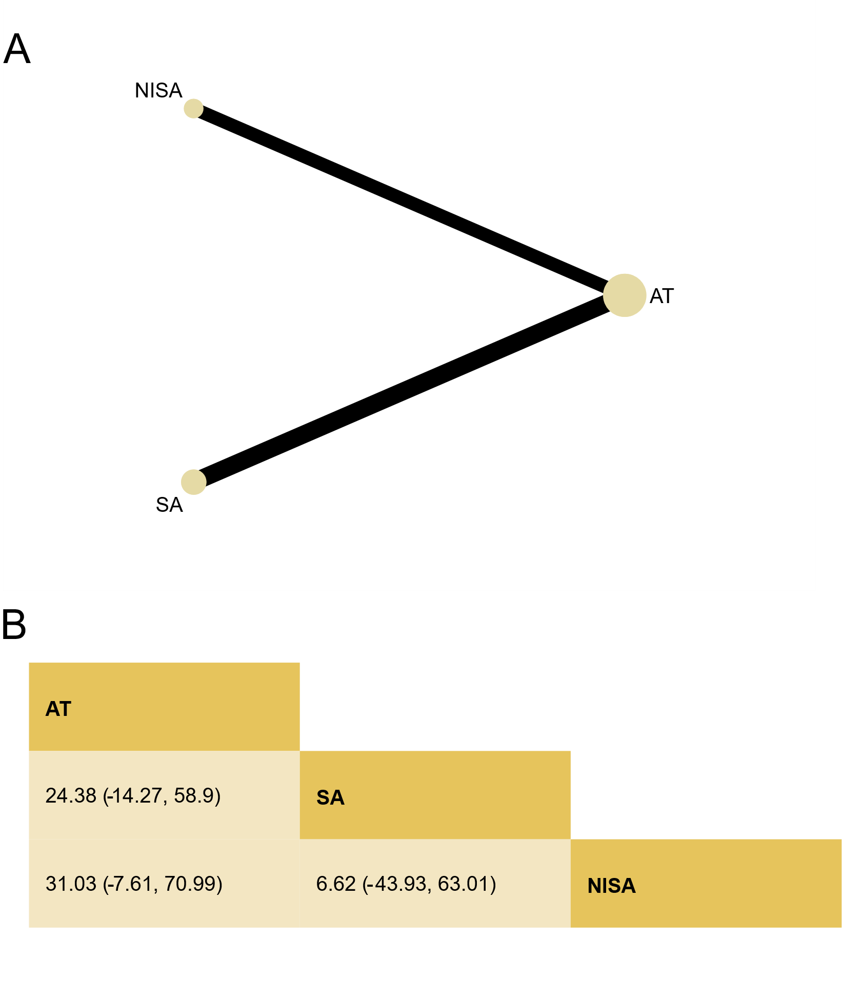 A
NISA
AT
SA
B
AT
24.38 (-14.27, 58.9)
SA
31.03 (-7.61, 70.99)
6.62 (-43.93, 63.01)
NISA